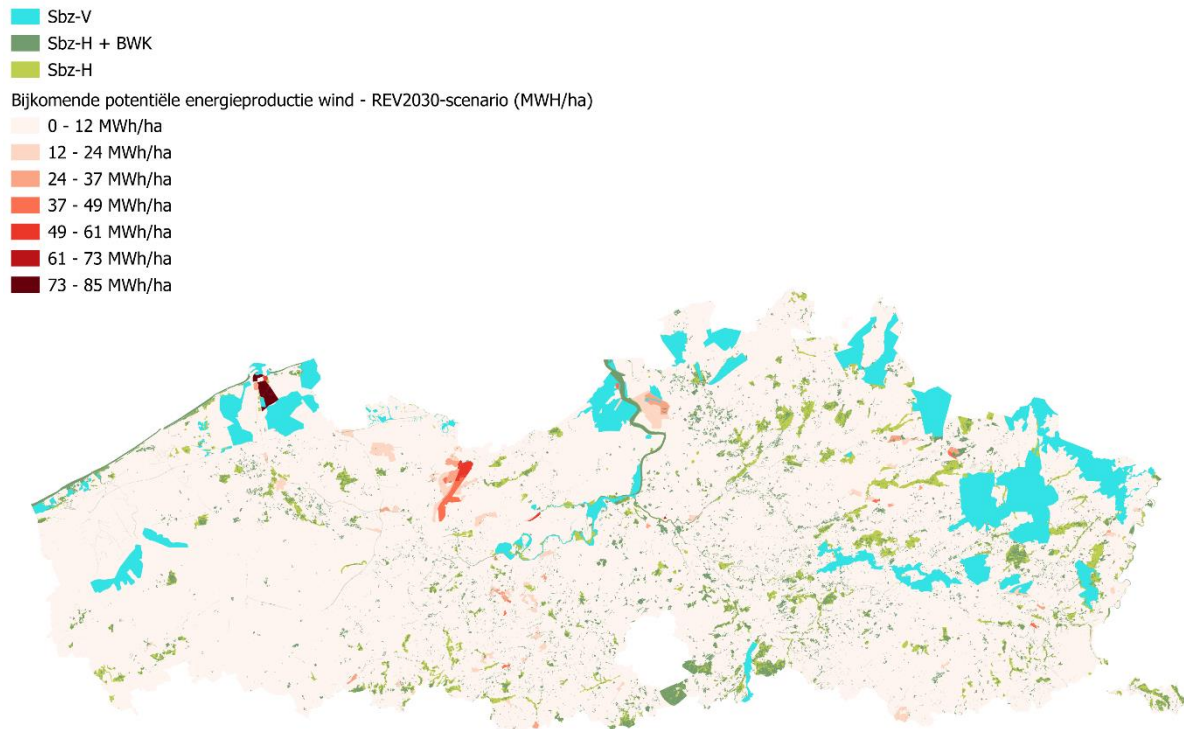 Sbz-V
Sbz-H + BWK
Sbz-H
Bijkomende potentiële energieproductie wind - REV2030-scenario (MWH/ha)
0 - 12 MWh/ha
12 - 24 MWh/ha
24 - 37 MWh/ha
37 - 49 MWh/ha
49 - 61 MWh/ha
61 - 73 MWh/ha
73 - 85 MWh/ha